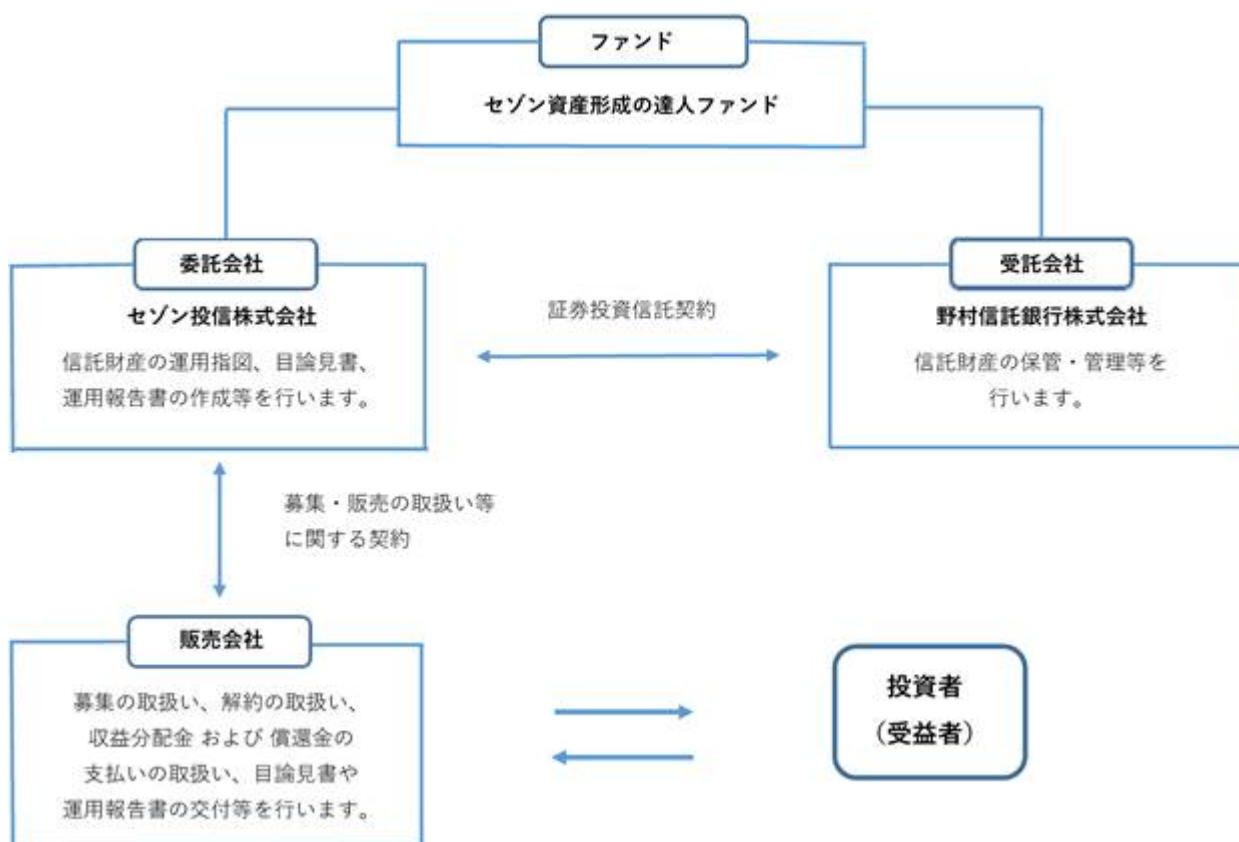 ファンド
セゾン資産形成の達人ファンド
委託会社
セゾン投信株式会社
信託財産の運用指図、目論見書、
運用報告書の作成等を行います。
証券投資信託契約
受託会社
野村信託銀行株式会社
信託財産の保管・管理等を
行います。
募集・販売の取扱い等
に関する契約
販売会社
募集の取扱い、解約の取扱い、
収益分配金 および 償還金の
支払いの取扱い、目論見書や
運用報告書の交付等を行います。
投資者
（受益者）